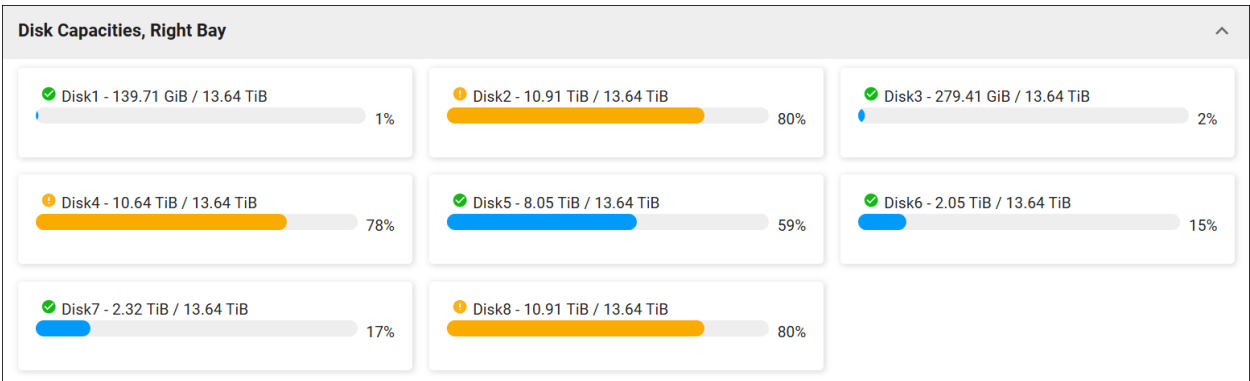 Disk Capacities, Right Bay
Disk1 - 139.71 GiB / 13.64 TiB
1%
Disk2 - 10.91 TiB / 13.64 TiB
80%
Disk3 - 279.41 GiB / 13.64 TiB
2%
Disk4 - 10.64 TiB / 13.64 TiB
78%
Disk5 - 8.05 TiB / 13.64 TiB
59%
Disk6 - 2.05 TiB / 13.64 TiB
15%
Disk7 - 2.32 TiB / 13.64 TiB
17%
Disk8 - 10.91 TiB / 13.64 TiB
80%